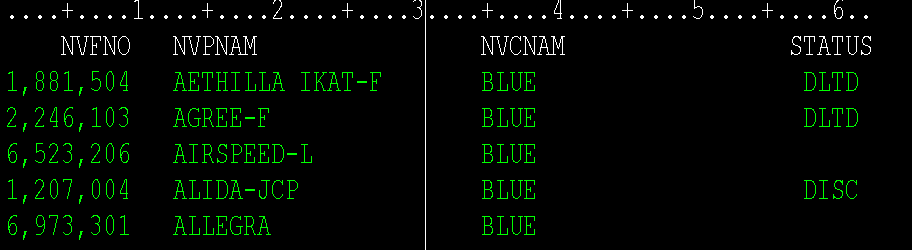 ....+....1....+....2....+....3....+....4....+....5....+....6..
NVFNO NVPNAM NVCNAM STATUS
1,881,504 AETHILLA IKAT-F BLUE DLTD
2,246,103 AGREE-F BLUE DLTD
6,523,206 AIRSPEED-L BLUE
1,207,004 ALIDA-JCP BLUE DISC
6,973,301 ALLEGRA BLUE